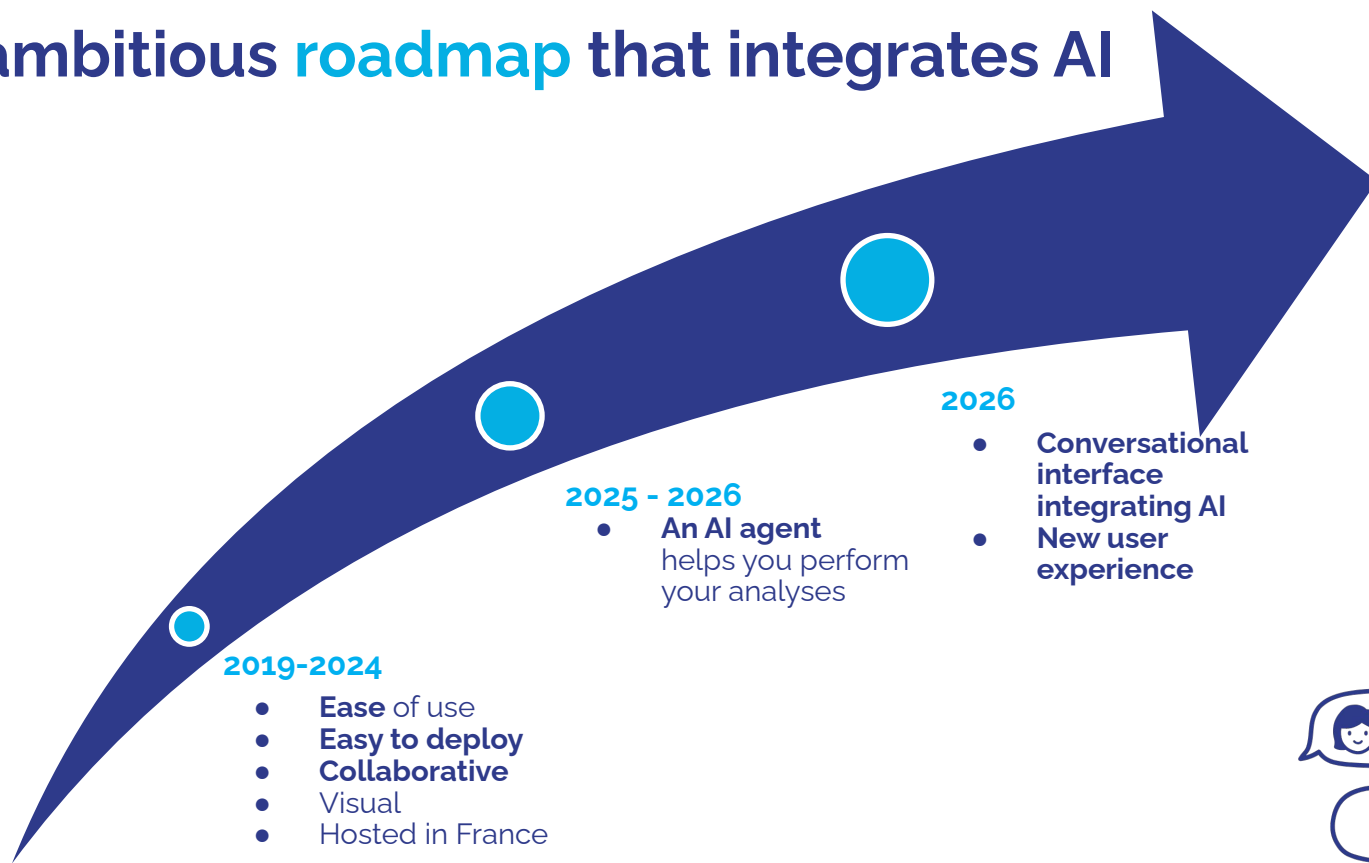 ambitious roadmap that integrates AI
2019-2024
● Ease of use
● Easy to deploy
● Collaborative
● Visual
● Hosted in France
2025 - 2026
● An AI agent
helps you perform
your analyses
2026
● Conversational
interface
integrating AI
● New user
experience